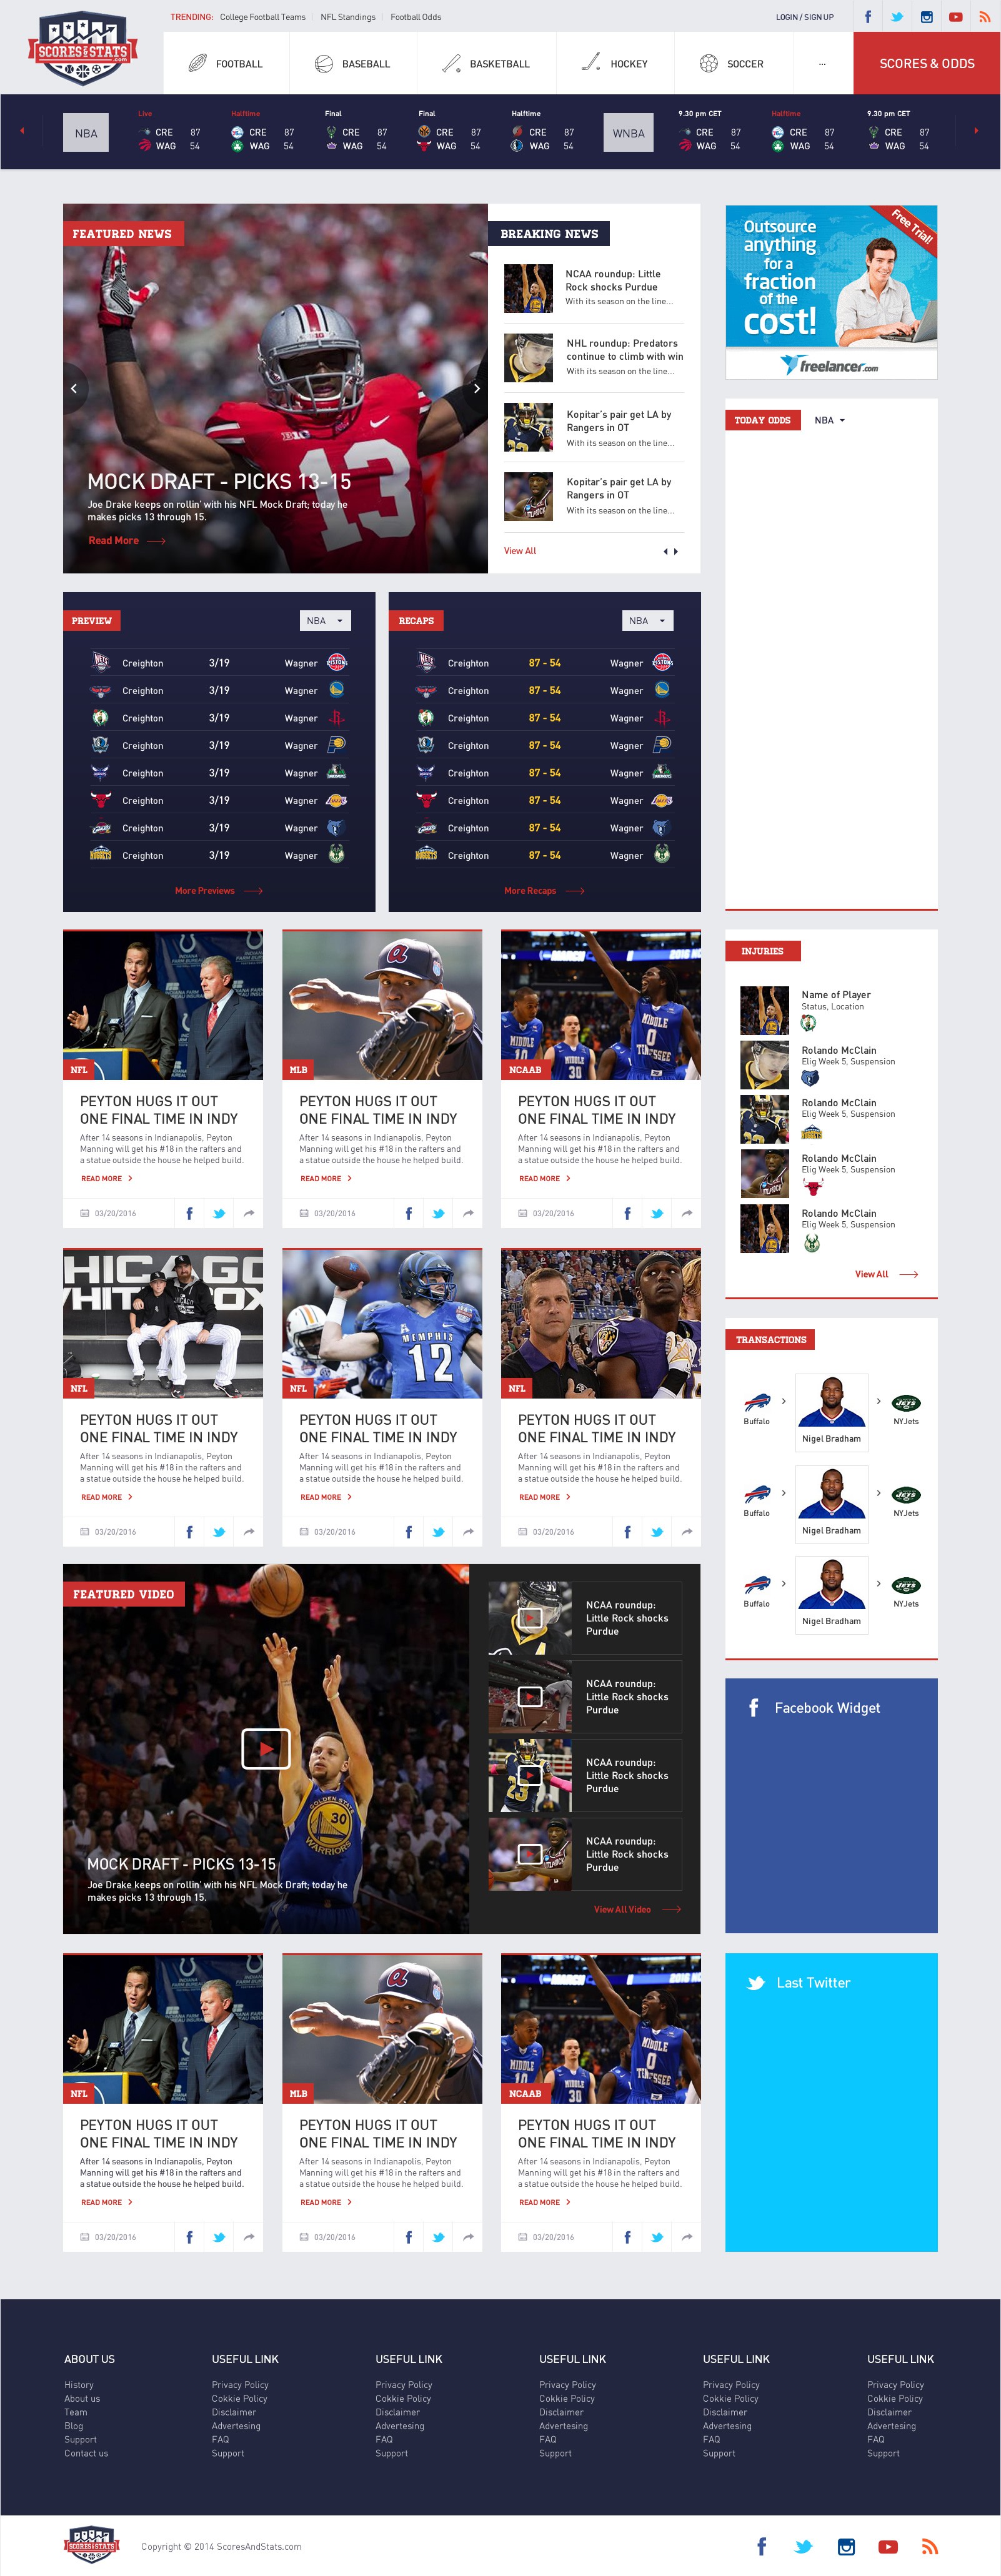 SCORES&STATS
.com
TRENDING: College Football Teams NFL Standings Football Odds
LOGIN / SIGN UP
FOOTBALL BASEBALL BASKETBALL HOCKEY SOCCER ... SCORES & ODDS
NBA
Live
CRE 87
WAG 54
Halftime
CRE 87
WAG 54
Final
CRE 87
WAG 54
Final
CRE 87
WAG 54
Halftime
CRE 87
WAG 54
WNBA
9.30 pm CET
CRE 87
WAG 54
Halftime
CRE 87
WAG 54
9.30 pm CET
CRE 87
WAG 54
FEATURED NEWS
MOCK DRAFT - PICKS 13-15
Joe Drake keeps on rollin' with his NFL Mock Draft; today he
makes picks 13 through 15.
Read More
BREAKING NEWS
NCAA roundup: Little
Rock shocks Purdue
With its season on the line...
NHL roundup: Predators
continue to climb with win
With its season on the line...
Kopitar's pair get LA by
Rangers in OT
With its season on the line...
Kopitar's pair get LA by
Rangers in OT
With its season on the line...
View All
Free Trial!
Outsource
anything
for a
fraction
of the
cost!
freelancer.com
TODAY ODDS NBA
PREVIEW NBA
Creighton 3/19 Wagner
Creighton 3/19 Wagner
Creighton 3/19 Wagner
Creighton 3/19 Wagner
Creighton 3/19 Wagner
Creighton 3/19 Wagner
Creighton 3/19 Wagner
Creighton 3/19 Wagner
More Previews
RECAPS NBA
Creighton 87 - 54 Wagner
Creighton 87 - 54 Wagner
Creighton 87 - 54 Wagner
Creighton 87 - 54 Wagner
Creighton 87 - 54 Wagner
Creighton 87 - 54 Wagner
Creighton 87 - 54 Wagner
Creighton 87 - 54 Wagner
More Recaps
NFL
PEYTON HUGS IT OUT
ONE FINAL TIME IN INDY
After 14 seasons in Indianapolis, Peyton
Manning will get his #18 in the rafters and
a statue outside the house he helped build.
READ MORE
03/20/2016
MLB
PEYTON HUGS IT OUT
ONE FINAL TIME IN INDY
After 14 seasons in Indianapolis, Peyton
Manning will get his #18 in the rafters and
a statue outside the house he helped build.
READ MORE
03/20/2016
NCAAB
PEYTON HUGS IT OUT
ONE FINAL TIME IN INDY
After 14 seasons in Indianapolis, Peyton
Manning will get his #18 in the rafters and
a statue outside the house he helped build.
READ MORE
03/20/2016
INJURIES
Name of Player
Status, Location
Rolando McClain
Elig Week 5, Suspension
Rolando McClain
Elig Week 5, Suspension
Rolando McClain
Elig Week 5, Suspension
Rolando McClain
Elig Week 5, Suspension
View All
NFL
PEYTON HUGS IT OUT
ONE FINAL TIME IN INDY
After 14 seasons in Indianapolis, Peyton
Manning will get his #18 in the rafters and
a statue outside the house he helped build.
READ MORE
03/20/2016
MEMPHIS
12
NFL
PEYTON HUGS IT OUT
ONE FINAL TIME IN INDY
After 14 seasons in Indianapolis, Peyton
Manning will get his #18 in the rafters and
a statue outside the house he helped build.
READ MORE
03/20/2016
NFL
PEYTON HUGS IT OUT
ONE FINAL TIME IN INDY
After 14 seasons in Indianapolis, Peyton
Manning will get his #18 in the rafters and
a statue outside the house he helped build.
READ MORE
03/20/2016
TRANSACTIONS
Buffalo Nigel Bradham NYJets
Buffalo Nigel Bradham NYJets
Buffalo Nigel Bradham NYJets
FEATURED VIDEO
GOLDEN STATE
30
WARRIORS
MOCK DRAFT - PICKS 13-15
Joe Drake keeps on rollin' with his NFL Mock Draft; today he
makes picks 13 through 15.
NCAA roundup:
Little Rock shocks
Purdue
NCAA roundup:
Little Rock shocks
Purdue
NCAA roundup:
Little Rock shocks
Purdue
NCAA roundup:
Little Rock shocks
Purdue
View All Video
Facebook Widget
Last Twitter
NFL
PEYTON HUGS IT OUT
ONE FINAL TIME IN INDY
After 14 seasons in Indianapolis, Peyton
Manning will get his #18 in the rafters and
a statue outside the house he helped build.
READ MORE
03/20/2016
MLB
PEYTON HUGS IT OUT
ONE FINAL TIME IN INDY
After 14 seasons in Indianapolis, Peyton
Manning will get his #18 in the rafters and
a statue outside the house he helped build.
READ MORE
03/20/2016
NCAAB
PEYTON HUGS IT OUT
ONE FINAL TIME IN INDY
After 14 seasons in Indianapolis, Peyton
Manning will get his #18 in the rafters and
a statue outside the house he helped build.
READ MORE
03/20/2016
ABOUT US
History
About us
Team
Blog
Support
Contact us
USEFUL LINK
Privacy Policy
Cokkie Policy
Disclaimer
Advertesing
FAQ
Support
USEFUL LINK
Privacy Policy
Cokkie Policy
Disclaimer
Advertesing
FAQ
Support
USEFUL LINK
Privacy Policy
Cokkie Policy
Disclaimer
Advertesing
FAQ
Support
USEFUL LINK
Privacy Policy
Cokkie Policy
Disclaimer
Advertesing
FAQ
Support
USEFUL LINK
Privacy Policy
Cokkie Policy
Disclaimer
Advertesing
FAQ
Support
SCORES&STATS
Copyright © 2014 ScoresAndStats.com